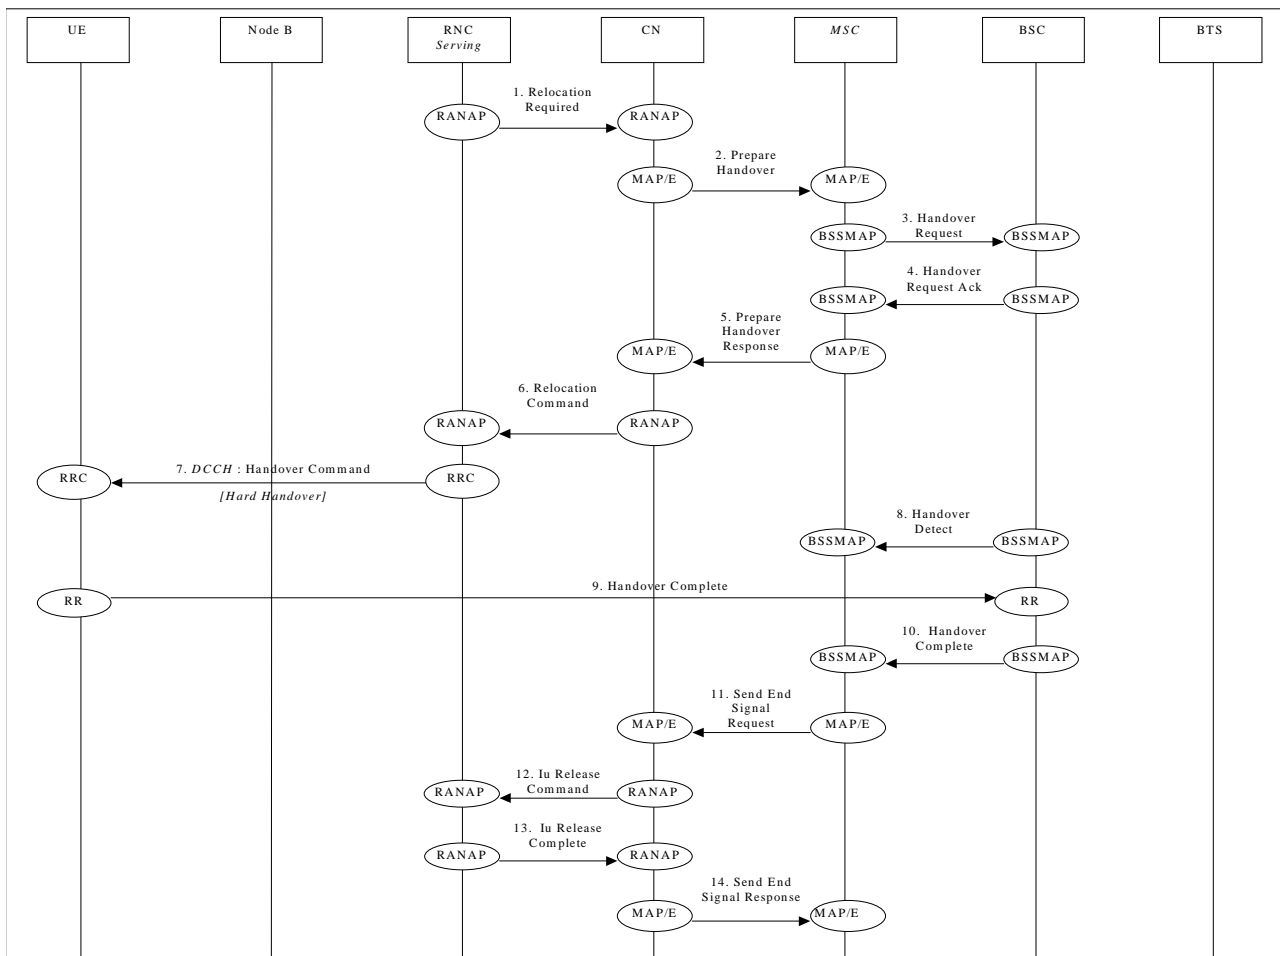 UE
Node B
RNC
Serving
CN
MSC
BSC
BTS
1. Relocation
Required
RANAP
RANAP
2. Prepare
Handover
MAP/E
MAP/E
3. Handover
Request
BSSMAP
BSSMAP
4. Handover
Request Ack
BSSMAP
BSSMAP
5. Prepare
Handover
Response
MAP/E
MAP/E
6. Relocation
Command
RANAP
RANAP
7. DCCH : Handover Command
RRC
RRC
[Hard Handover]
8. Handover
Detect
BSSMAP
BSSMAP
9. Handover Complete
RR
RR
10. Handover
Complete
BSSMAP
BSSMAP
11. Send End
Signal
Request
MAP/E
MAP/E
12. Iu Release
Command
RANAP
RANAP
13. Iu Release
Complete
RANAP
RANAP
14. Send End
Signal Response
MAP/E
MAP/E